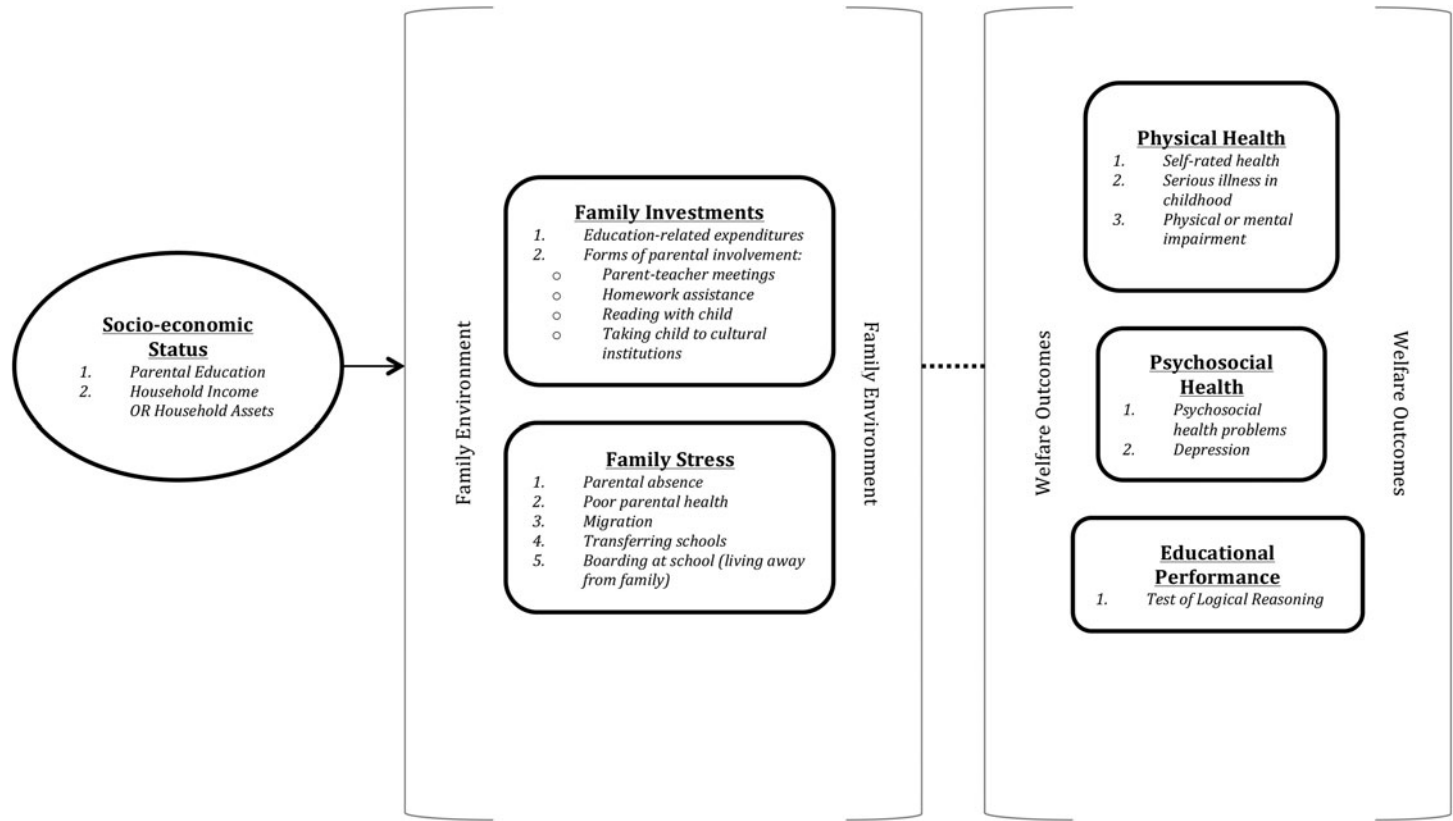 Socio-economic
Status
1. Parental Education
2. Household Income
OR Household Assets
Family Environment
Family Investments
1. Education-related expenditures
2. Forms of parental involvement:
o Parent-teacher meetings
o Homework assistance
o Reading with child
o Taking child to cultural
institutions
Family Stress
1. Parental absence
2. Poor parental health
3. Migration
4. Transferring schools
5. Boarding at school (living away
from family)
Family Environment
Welfare Outcomes
Physical Health
1. Self-rated health
2. Serious illness in
childhood
3. Physical or mental
impairment
Psychosocial
Health
1. Psychosocial
health problems
2. Depression
Educational
Performance
1. Test of Logical Reasoning
Welfare Outcomes